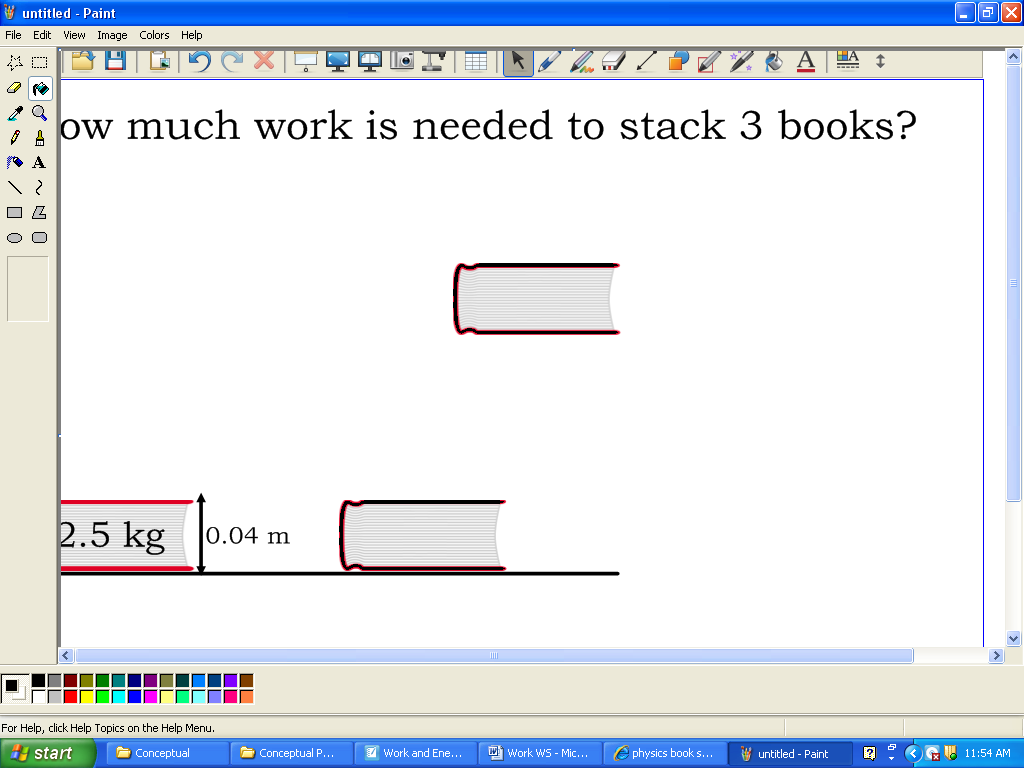 untitled - Paint
File Edit View Image Colors Help
ow much work is needed to stack 3 books?
2.5 kg
0.04 m
For Help, click Help Topics on the Help Menu.
start Conceptual Conceptual P... Work and Ene... Work WS - Mic... physics book s... untitled - Paint 11:54 AM